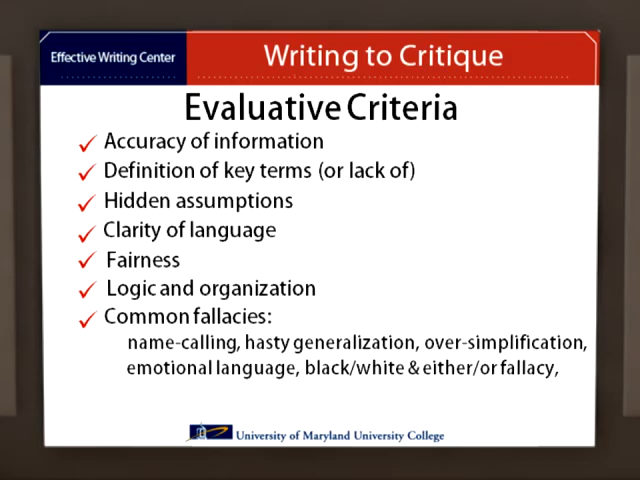 Effective Writing Center
Writing to Critique
Evaluative Criteria
Accuracy of information
Definition of key terms (or lack of)
Hidden assumptions
Clarity of language
Fairness
Logic and organization
Common fallacies:
name-calling, hasty generalization, over-simplification,
emotional language, black/white & either/or fallacy,
University of Maryland University College